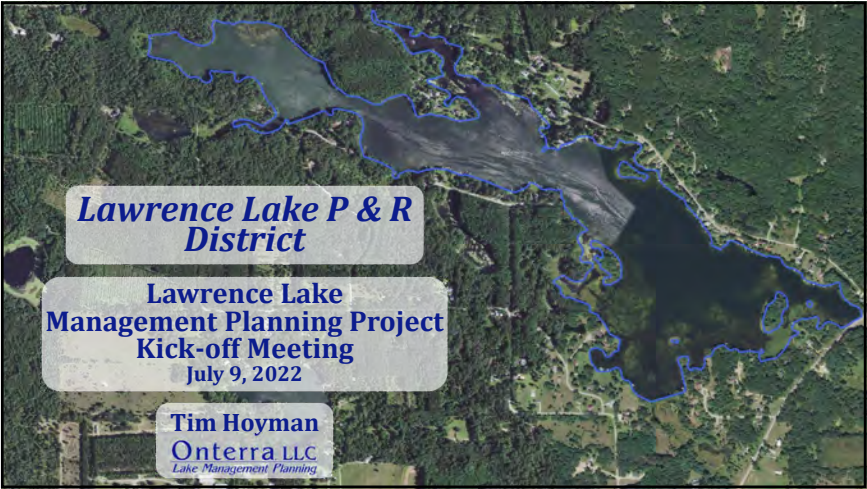 Lawrence Lake P & R
District
Lawrence Lake
Management Planning Project
Kick-off Meeting
July 9, 2022
Tim Hoyman
Onterra LLC
Lake Management Planning